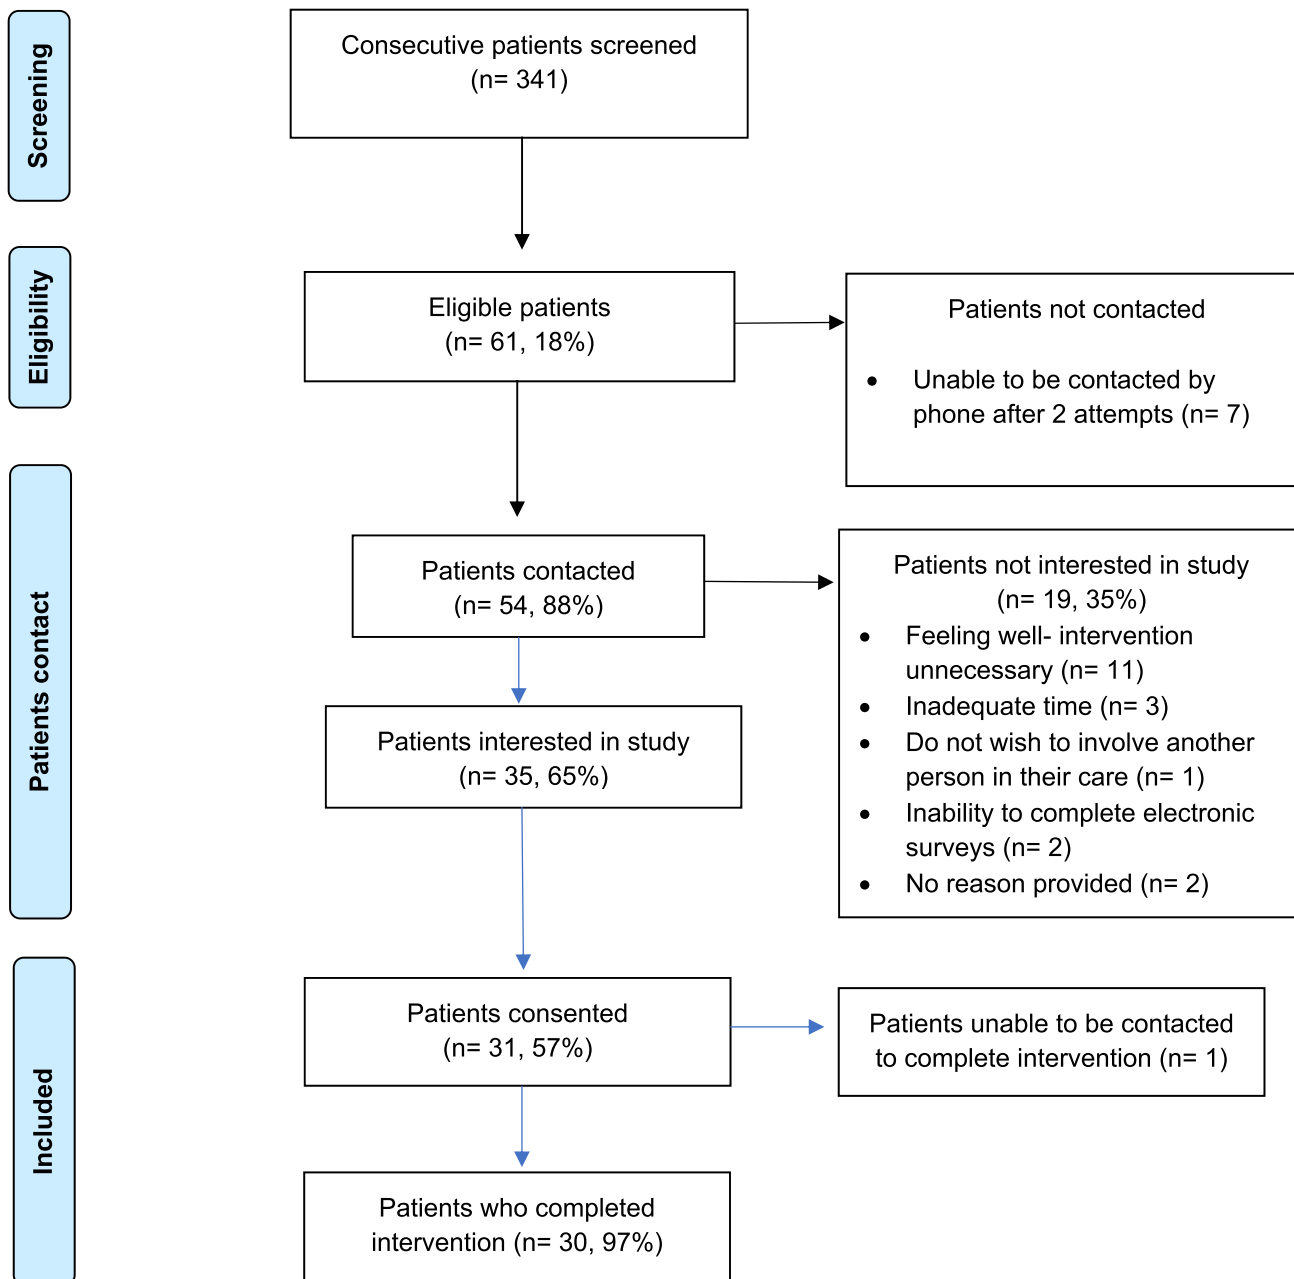 Screening
Consecutive patients screened
(n= 341)
Eligibility
Eligible patients
(n= 61, 18%)
Patients not contacted
• Unable to be contacted by
phone after 2 attempts (n= 7)
Patients contact
Patients contacted
(n= 54, 88%)
Patients not interested in study
(n= 19, 35%)
• Feeling well- intervention
unnecessary (n= 11)
• Inadequate time (n= 3)
• Do not wish to involve another
person in their care (n= 1)
• Inability to complete electronic
surveys (n= 2)
• No reason provided (n= 2)
Patients interested in study
(n= 35, 65%)
Included
Patients consented
(n= 31, 57%)
Patients unable to be contacted
to complete intervention (n= 1)
Patients who completed
intervention (n= 30, 97%)